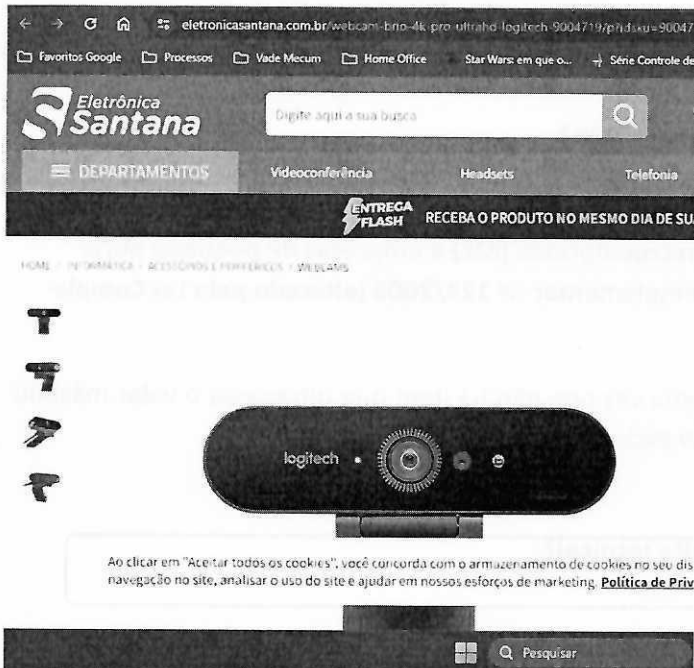 eletronicasantana.com.br/webcam-brio-4k-pro-ultrahd-logitech-9004719/p?idsku=90047
Favoritos Google Processos Vade Mecum Home Office Star Wars: em que o... Série Controle de
Eletrônica
Santana
Digite aqui a sua busca
DEPARTAMENTOS Videoconferência Headsets Telefonia
ENTREGA
FLASH RECEBA O PRODUTO NO MESMO DIA DE SU
HOME / INFORMÁTICA / ACESSÓRIOS E PERIFÉRICOS / WEBCAMS
logitech
Ao clicar em "Aceitar todos os cookies", você concorda com o armazenamento de cookies no seu dis
navegação no site, analisar o uso do site e ajudar em nossos esforços de marketing. Política de Priv
Pesquisar